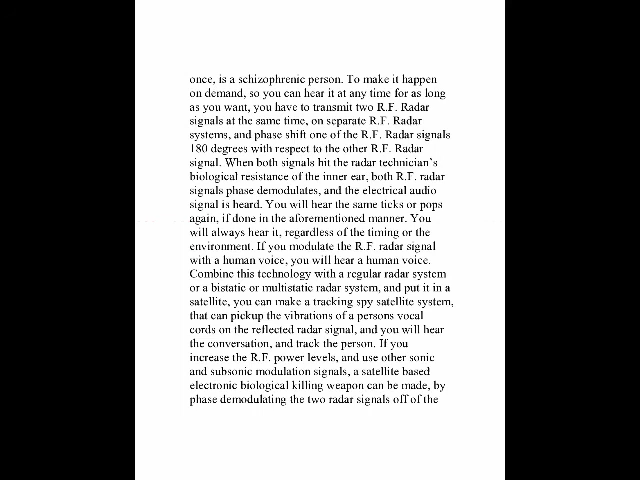 once, is a schizophrenic person. To make it happen
on demand, so you can hear it at any time for as long
as you want, you have to transmit two R.F. Radar
signals at the same time, on separate R.F. Radar
systems, and phase shift one of the R.F. Radar signals
180 degrees with respect to the other R.F. Radar
signal. When both signals hit the radar technician's
biological resistance of the inner ear, both R.F. radar
signals phase demodulates, and the electrical audio
signal is heard. You will hear the same ticks or pops
again, if done in the aforementioned manner. You
will always hear it, regardless of the timing or the
environment. If you modulate the R.F. radar signal
with a human voice, you will hear a human voice.
Combine this technology with a regular radar system
or a bistatic or multistatic radar system, and put it in a
satellite, you can make a tracking spy satellite system,
that can pickup the vibrations of a persons vocal
cords on the reflected radar signal, and you will hear
the conversation, and track the person. If you
increase the R.F. power levels, and use other sonic
and subsonic modulation signals, a satellite based
electronic biological killing weapon can be made, by
phase demodulating the two radar signals off of the